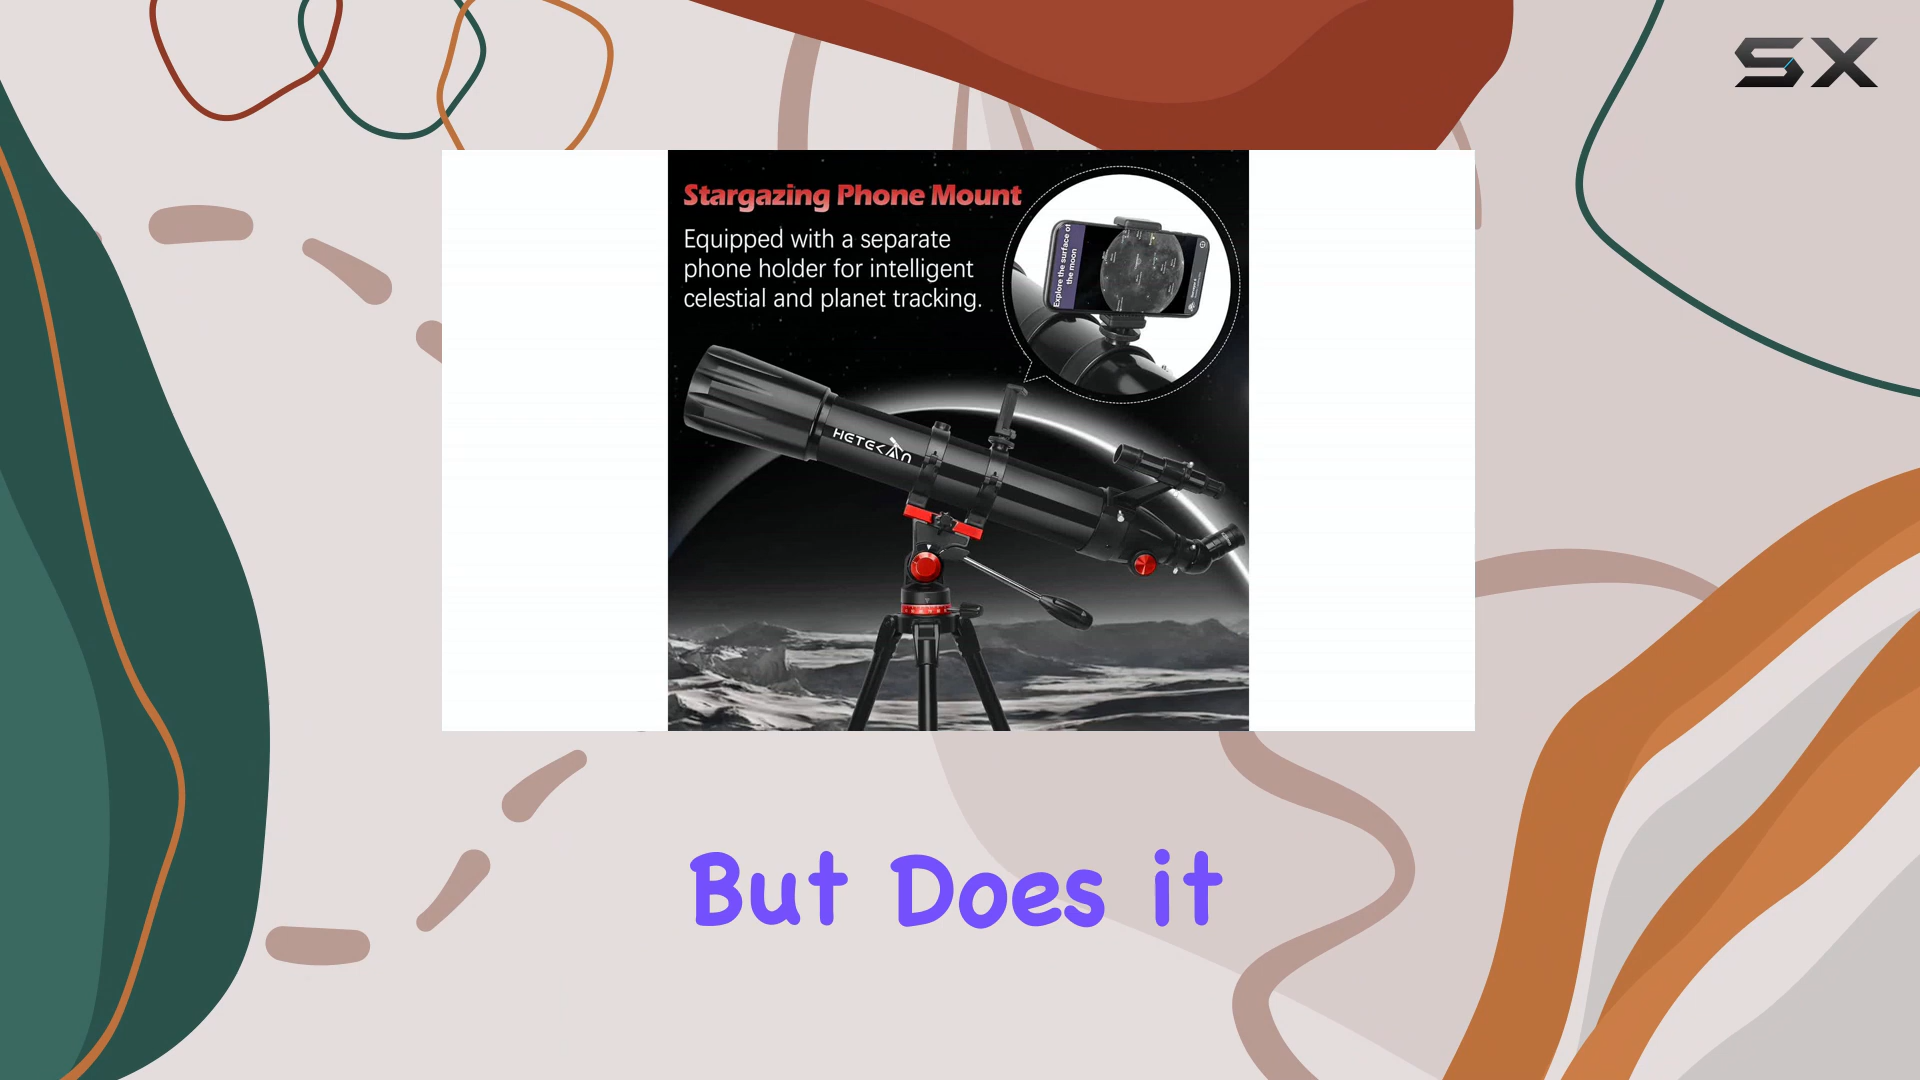 SX
Stargazing Phone Mount
Equipped with a separate
phone holder for intelligent
celestial and planet tracking.
Explore the surface of
the moon
HETEKAN
But Does it